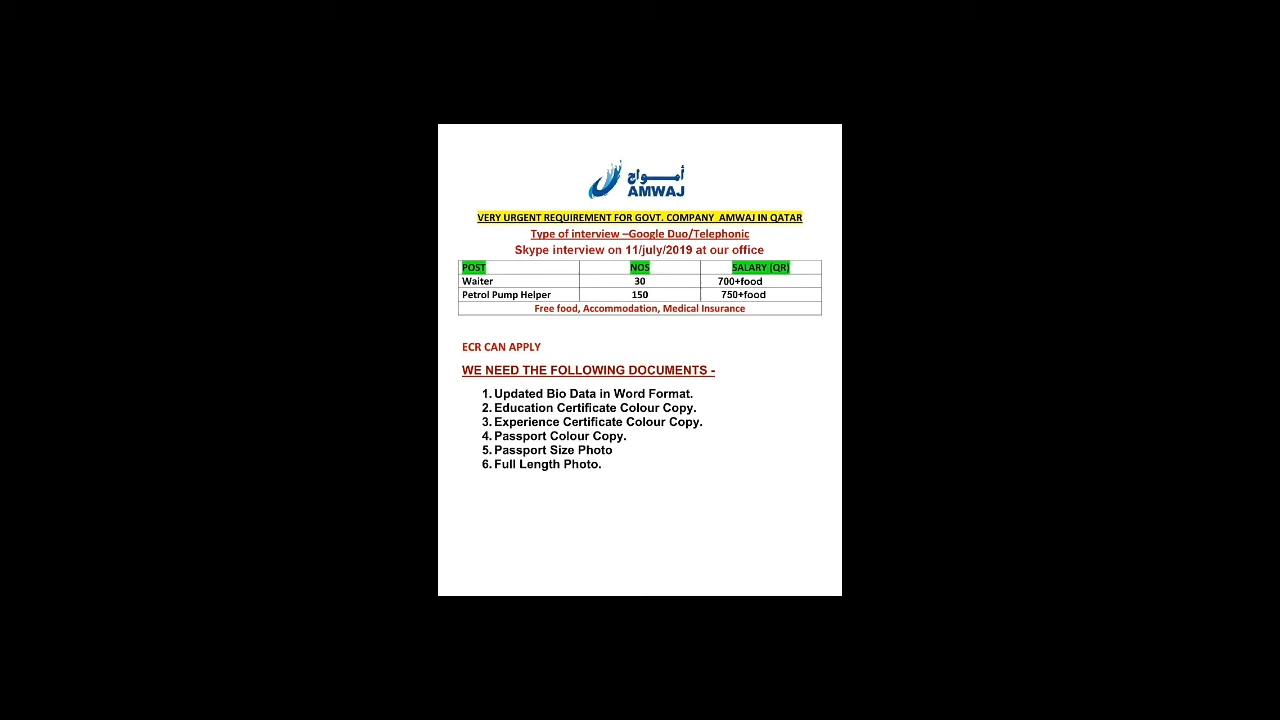 أمواج
AMWAJ
VERY URGENT REQUIREMENT FOR GOVT. COMPANY AMWAJ IN QATAR
Type of interview –Google Duo/Telephonic
Skype interview on 11/july/2019 at our office
POST NOS SALARY (QR)
Waiter 30 700+food
Petrol Pump Helper 150 750+food
Free food, Accommodation, Medical Insurance
ECR CAN APPLY
WE NEED THE FOLLOWING DOCUMENTS -
1. Updated Bio Data in Word Format.
2. Education Certificate Colour Copy.
3. Experience Certificate Colour Copy.
4. Passport Colour Copy.
5. Passport Size Photo
6. Full Length Photo.